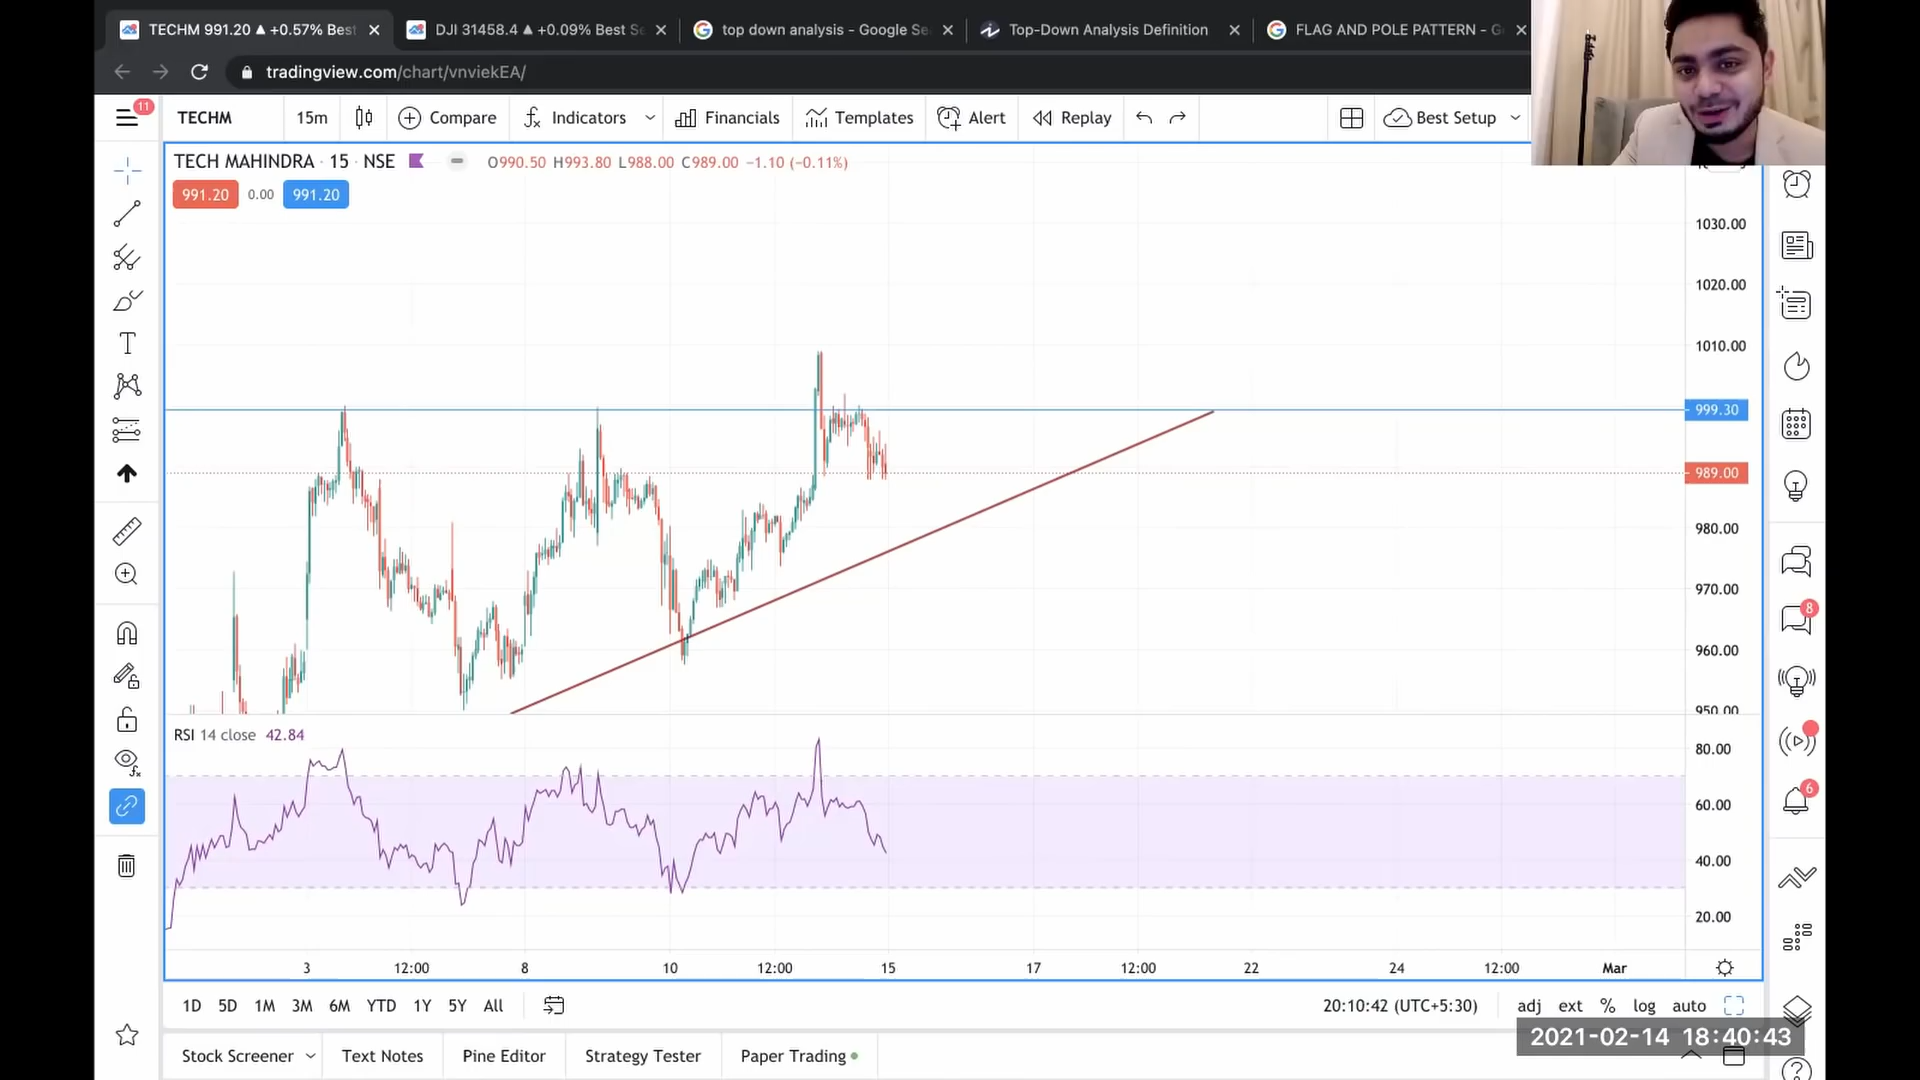 TECHM 991.20 ▲ +0.57% Best
DJI 31458.4 ▲ +0.09% Best S
top down analysis - Google Se
Top-Down Analysis Definition
FLAG AND POLE PATTERN - G
tradingview.com/chart/vnviekEA/
11
TECHM
15m
Compare
Indicators
Financials
Templates
Alert
Replay
Best Setup
TECH MAHINDRA · 15 · NSE
O990.50 H993.80 L988.00 C989.00 −1.10 (−0.11%)
991.20
0.00
991.20
1030.00
1020.00
1010.00
999.30
989.00
980.00
970.00
960.00
950.00
RSI 14 close 42.84
80.00
60.00
40.00
20.00
8
6
3 12:00 8 10 12:00 15 17 12:00 22 24 12:00 Mar
1D 5D 1M 3M 6M YTD 1Y 5Y All
20:10:42 (UTC+5:30)
adj ext % log auto
2021-02-14 18:40:43
Stock Screener
Text Notes
Pine Editor
Strategy Tester
Paper Trading